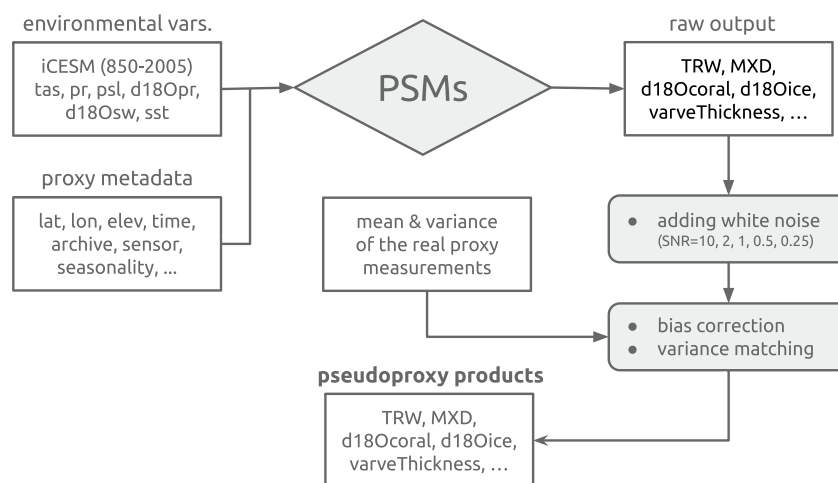 environmental vars.
iCESM (850-2005)
tas, pr, psl, d18Opr,
d18Osw, sst
proxy metadata
lat, lon, elev, time,
archive, sensor,
seasonality, ...
PSMs
raw output
TRW, MXD,
d18Ocoral, d18Oice,
varveThickness, ...
● adding white noise
(SNR=10, 2, 1, 0.5, 0.25)
mean & variance
of the real proxy
measurements
● bias correction
● variance matching
pseudoproxy products
TRW, MXD,
d18Ocoral, d18Oice,
varveThickness, ...